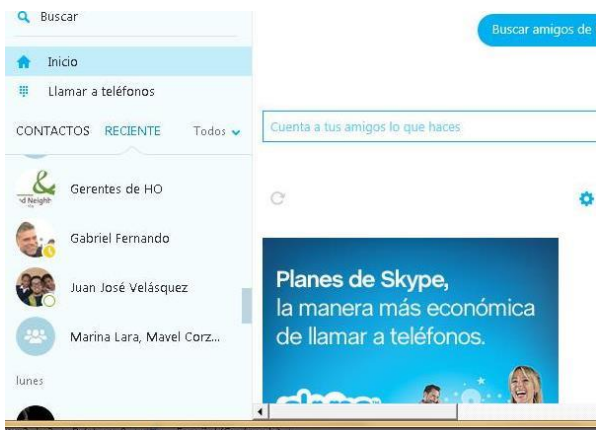 Buscar
Buscar amigos de
Inicio
Llamar a teléfonos
CONTACTOS RECIENTE Todos
Cuenta a tus amigos lo que haces
Gerentes de HO
Gabriel Fernando
Juan José Velásquez
Marina Lara, Mavel Corz...
lunes
Planes de Skype,
la manera más económica
de llamar a teléfonos.
skype